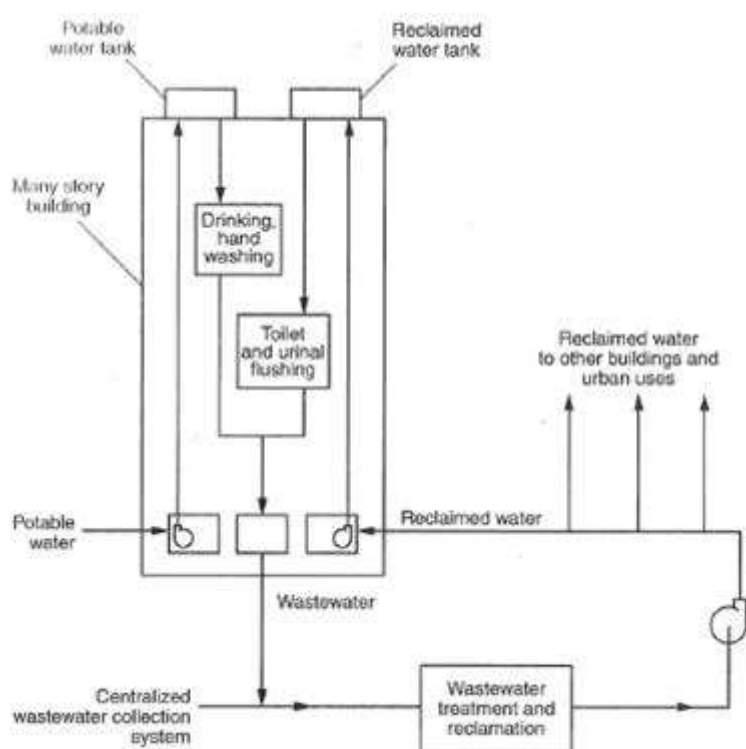 Potable
water tank
Reclaimed
water tank
Many story
building
Drinking,
hand
washing
Toilet
and urinal
flushing
Reclaimed water
to other buildings and
urban uses
Potable
water
Reclaimed water
Wastewater
Centralized
wastewater collection
system
Wastewater
treatment and
reclamation